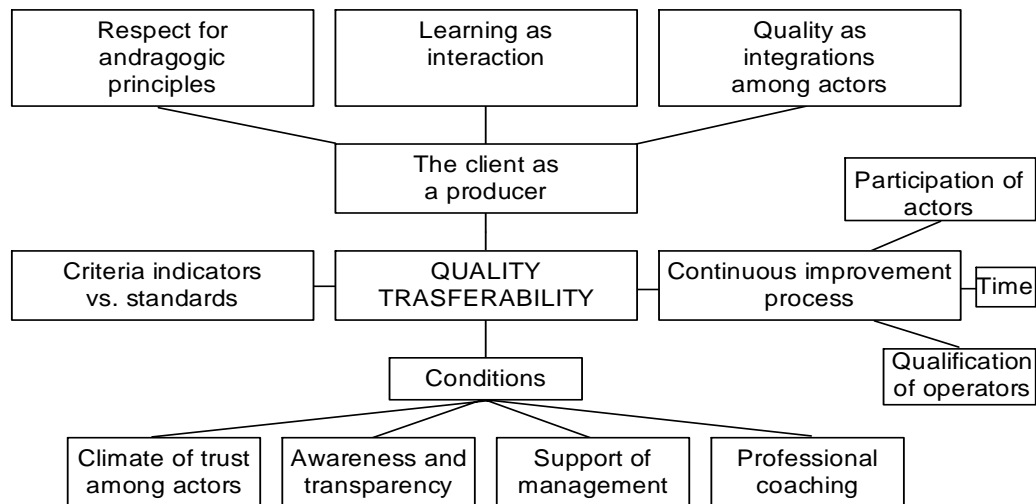 Respect for
andragogic
principles
Learning as
interaction
Quality as
integrations
among actors
The client as
a producer
Participation of
actors
Criteria indicators
vs. standards
QUALITY
TRASFERABILITY
Continuous improvement
process
Time
Qualification
of operators
Conditions
Climate of trust
among actors
Awareness and
transparency
Support of
management
Professional
coaching